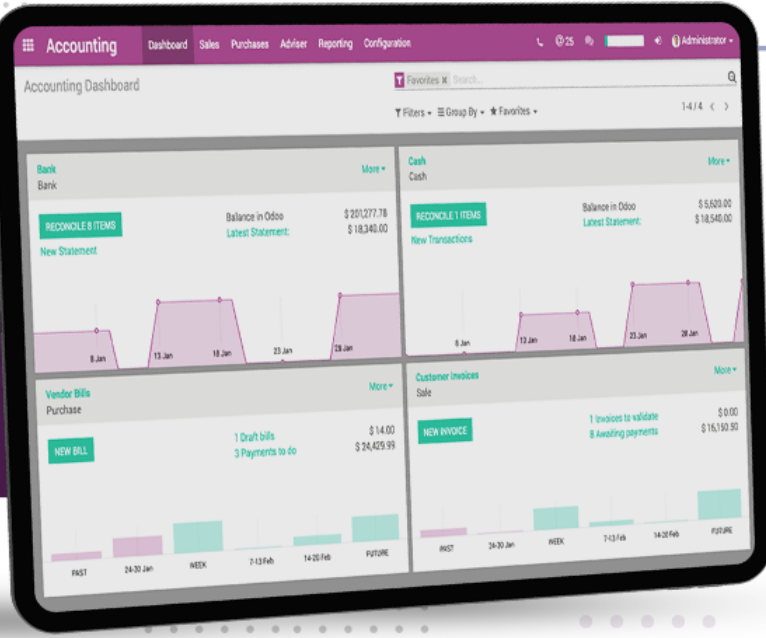 Accounting Dashboard Sales Purchases Adviser Reporting Configuration 25 Administrator
Accounting Dashboard
Favorites x Search...
Filters Group By Favorites 1-4 / 4
Bank More
Bank
RECONCILE 8 ITEMS
Balance in Odoo $ 201,277.78
Latest Statement: $ 18,340.00
New Statement
8 Jan 13 Jan 18 Jan 23 Jan 28 Jan
Cash More
Cash
RECONCILE 1 ITEMS
Balance in Odoo $ 5,620.00
Latest Statement: $ 18,540.00
New Transactions
8 Jan 13 Jan 18 Jan 23 Jan 28 Jan
Vendor Bills More
Purchase
NEW BILL
1 Draft bills $ 14.00
3 Payments to do $ 24,429.99
PAST 24-30 Jan WEEK 7-13 Feb 14-20 Feb FUTURE
Customer Invoices More
Sale
NEW INVOICE
1 Invoices to validate $ 0.00
8 Awaiting payments $ 16,150.50
PAST 24-30 Jan WEEK 7-13 Feb 14-20 Feb FUTURE